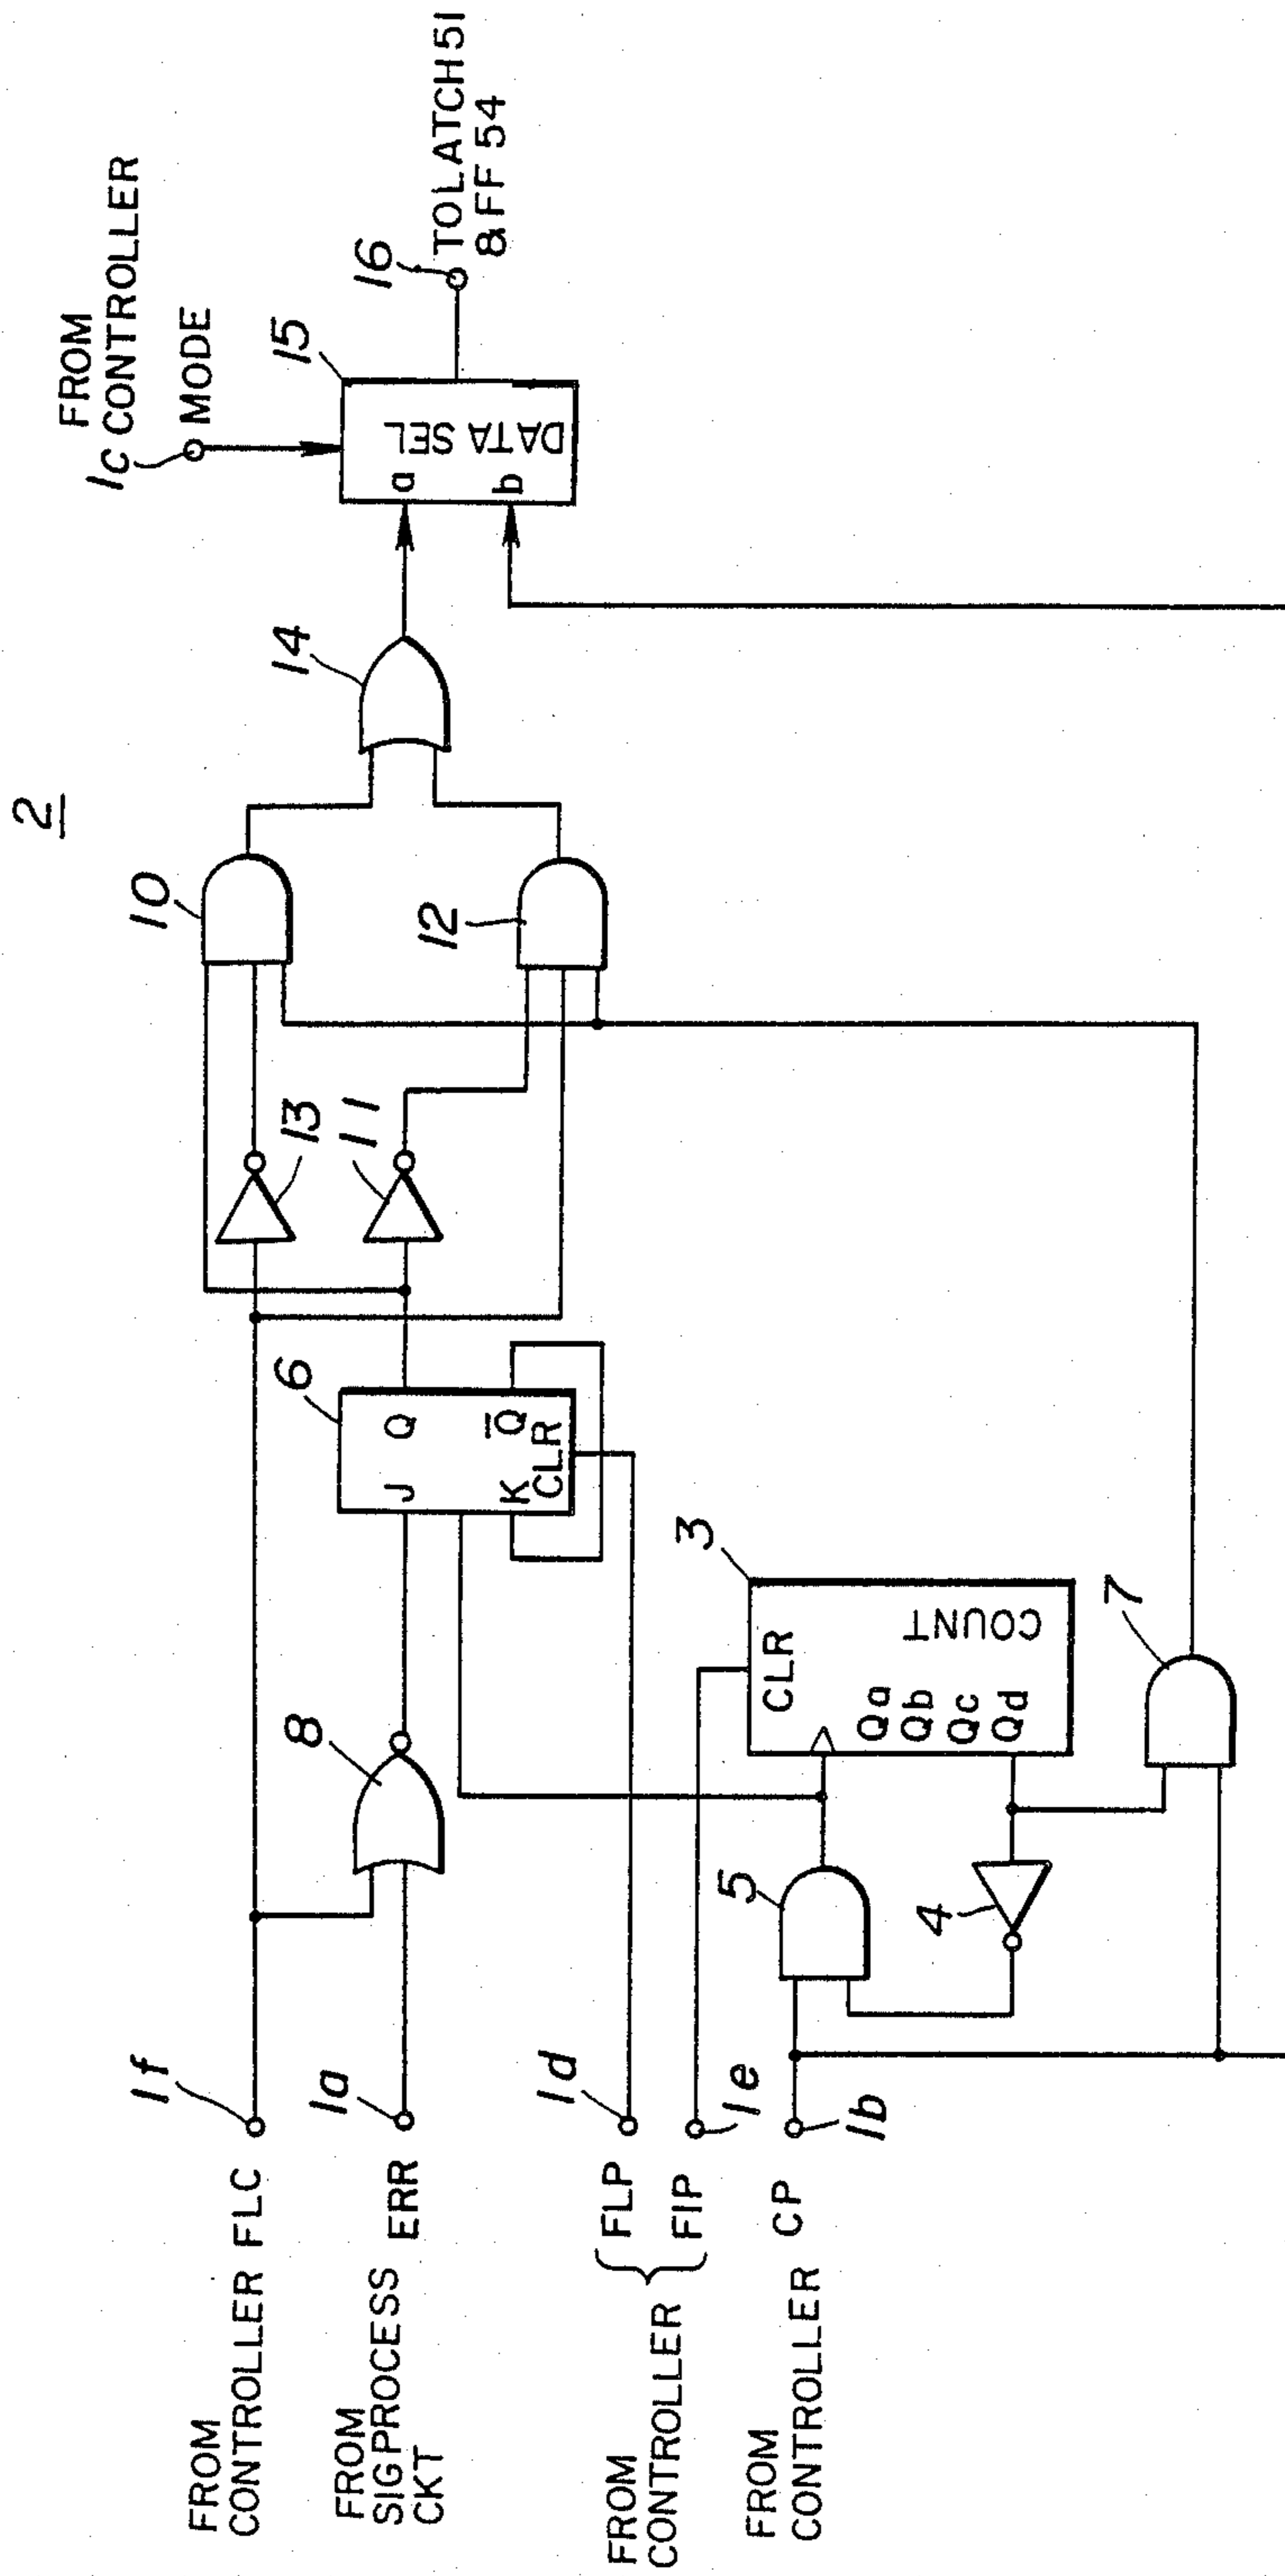 2
FROM
CONTROLLER FLC
1f
FROM
SIG PROCESS
CKT
ERR
1a
FROM
CONTROLLER
FLP
FIP
1d
1e
FROM
CONTROLLER CP
1b
8
6
J Q
K Q̅
CLR
13
11
10
12
14
FROM
CONTROLLER
1c
MODE
15
a
b
DATA SEL
16
TO LATCH 51
& FF 54
5
4
3
CLR
COUNT
Qa
Qb
Qc
Qd
7